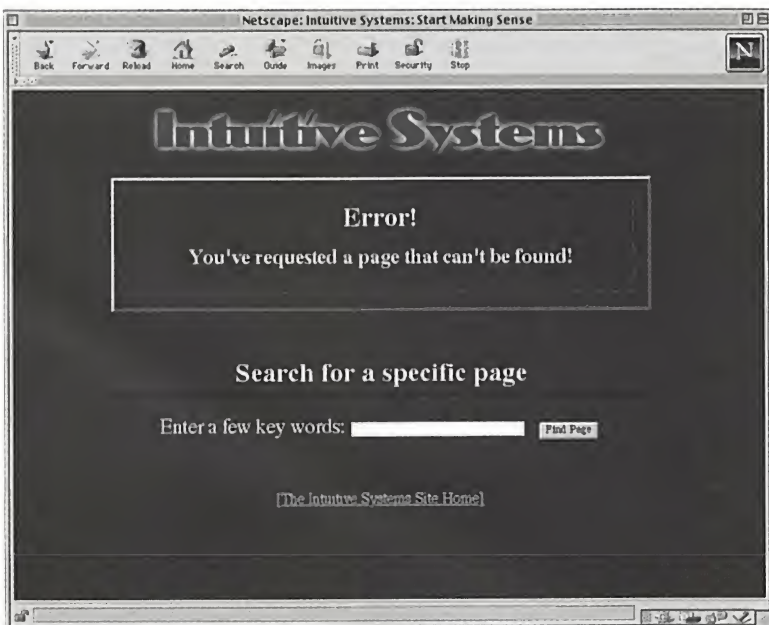 Netscape: Intuitive Systems: Start Making Sense
Back Forward Reload Home Search Guide Images Print Security Stop
N
Intuitive Systems
Error!
You've requested a page that can't be found!
Search for a specific page
Enter a few key words: Find Page
[The Intuitive Systems Site Home]